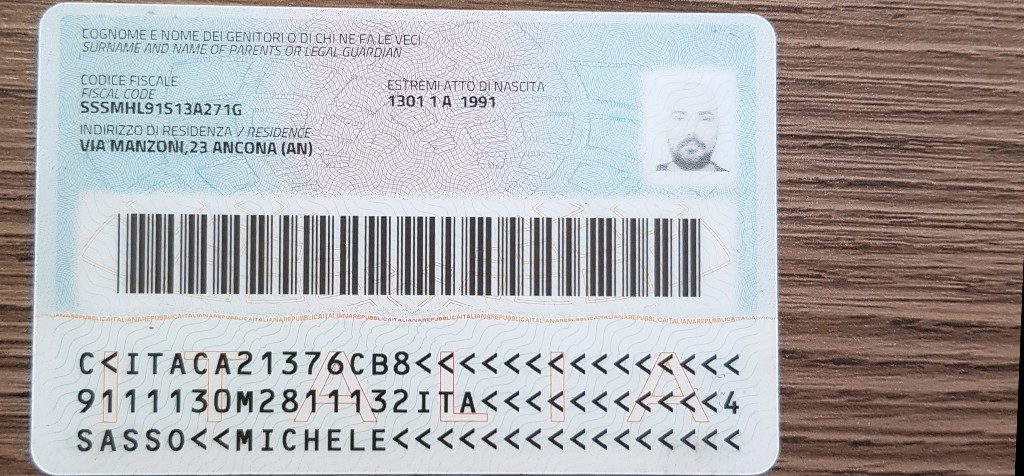 COGNOME E NOME DEI GENITORI O DI CHI NE FA LE VECI
SURNAME AND NAME OF PARENTS OR LEGAL GUARDIAN
CODICE FISCALE
FISCAL CODE
SSSMHL91S13A271G
ESTREMI ATTO DI NASCITA
1301 1 A 1991
INDIRIZZO DI RESIDENZA / RESIDENCE
VIA MANZONI,23 ANCONA (AN)
ITALIA
C<ITACA21376CB8<<<<<<<<<<<<<<<
9111130M2811132ITA<<<<<<<<<<<4
SASSO<<MICHELE<<<<<<<<<<<<<<<<